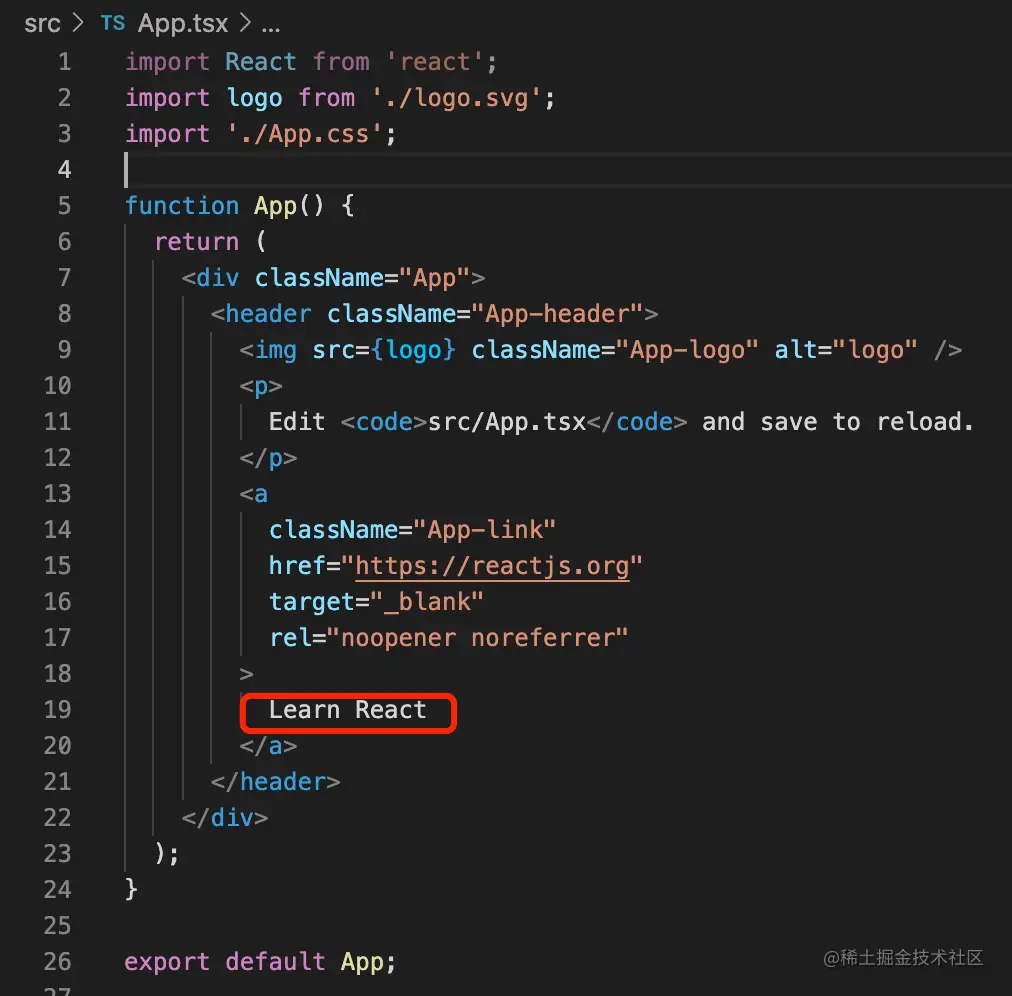 src > TS App.tsx > ...
1 import React from 'react';
2 import logo from './logo.svg';
3 import './App.css';
4
5 function App() {
6   return (
7     <div className="App">
8       <header className="App-header">
9         <img src={logo} className="App-logo" alt="logo" />
10         <p>
11           Edit <code>src/App.tsx</code> and save to reload.
12         </p>
13         <a
14           className="App-link"
15           href="https://reactjs.org"
16           target="_blank"
17           rel="noopener noreferrer"
18         >
19           Learn React
20         </a>
21       </header>
22     </div>
23   );
24 }
25
26 export default App;
@稀土掘金技术社区
27